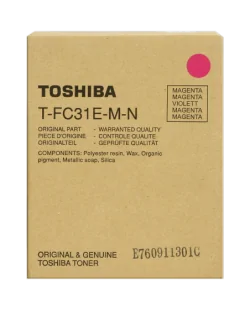 TOSHIBA
T-FC31E-M-N
MAGENTA
MAGENTA
VIOLETT
MAGENTA
MAGENTA
ORIGINAL PART - WARRANTED QUALITY
PIECE D'ORIGINE - CONTROLE QUALITE
ORIGINALTEIL - GEPRÜFTE QUALITÄT
COMPONENTS: Polyester resin, Wax, Organic
pigment, Metallic soap, Silica
ORIGINAL & GENUINE
TOSHIBA TONER
E760911301C